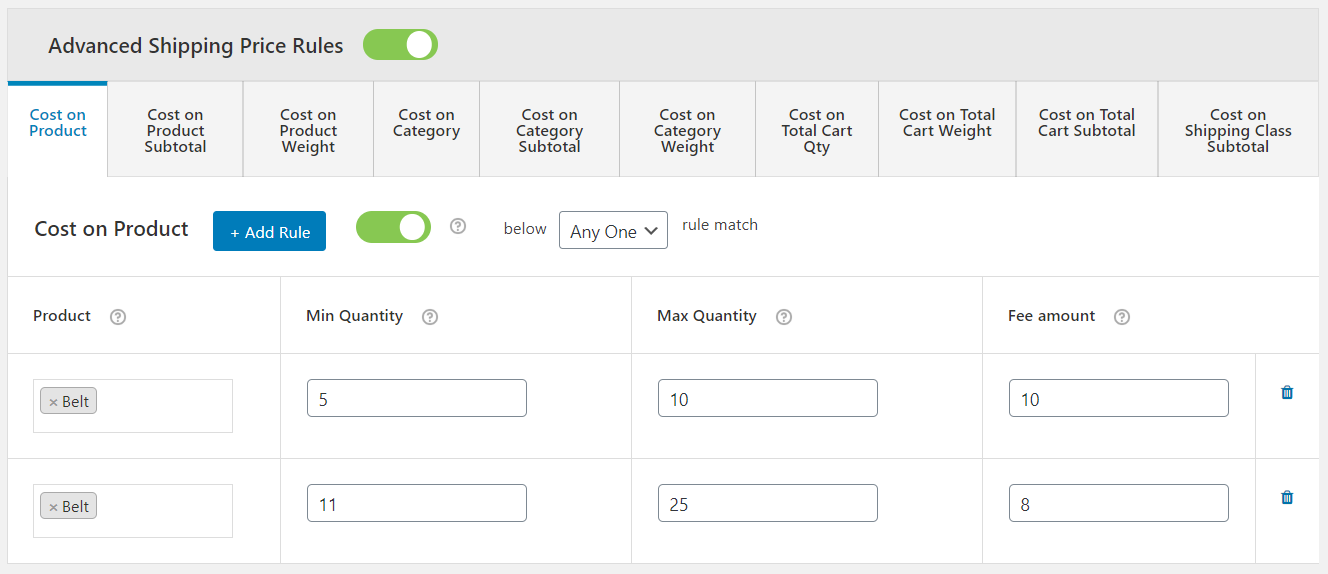 Advanced Shipping Price Rules
Cost on
Product
Cost on
Product
Subtotal
Cost on
Product
Weight
Cost on
Category
Cost on
Category
Subtotal
Cost on
Category
Weight
Cost on
Total Cart
Qty
Cost on Total
Cart Weight
Cost on Total
Cart Subtotal
Cost on
Shipping Class
Subtotal
Cost on Product + Add Rule ? below Any One rule match
Product ? Min Quantity ? Max Quantity ? Fee amount ?
× Belt 5 10 10
× Belt 11 25 8